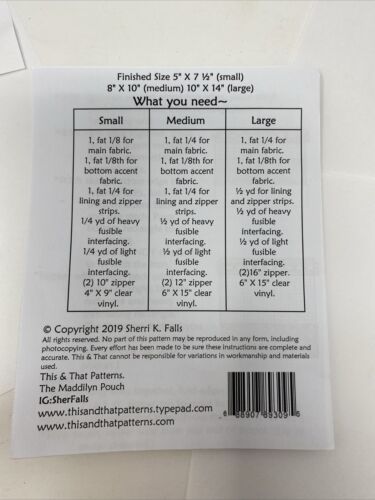 Finished Size 5" X 7 ½" (small)
8" X 10" (medium) 10" X 14" (large)
What you need~
Small
1, fat 1/8 for
main fabric.
1, fat 1/8th for
bottom accent
fabric.
1, fat 1/4 for
lining and zipper
strips.
1/4 yd of heavy
fusible
interfacing.
1/4 yd of light
fusible
interfacing.
(2) 10" zipper
4" X 9" clear
vinyl.
Medium
1, fat 1/4 for
main fabric.
1, fat 1/8th for
bottom accent
fabric.
1, fat 1/4 for
lining and zipper
strips.
½ yd of heavy
fusible
interfacing.
½ yd of light
fusible
interfacing.
(2) 12" zipper
6" X 15" clear
vinyl.
Large
1, fat 1/4 for
main fabric.
1, fat 1/8th for
bottom accent
fabric.
½ yd for lining
and zipper strips.
½ yd of heavy
fusible
interfacing.
½ yd of light
fusible
interfacing.
(2)16" zipper.
6" X 15" clear
vinyl.
© Copyright 2019 Sherri K. Falls
All rights reserved. No part of this pattern may be reproduced in any form, including
photocopying. Every effort has been made to be sure these instructions are complete and
accurate. This & That cannot be responsible for variations in workmanship and materials
used.
This & That Patterns.
The Maddilyn Pouch
IG:SherFalls
www.thisandthatpatterns.typepad.com
www.thisandthatpatterns.com
6 88907 89309 6